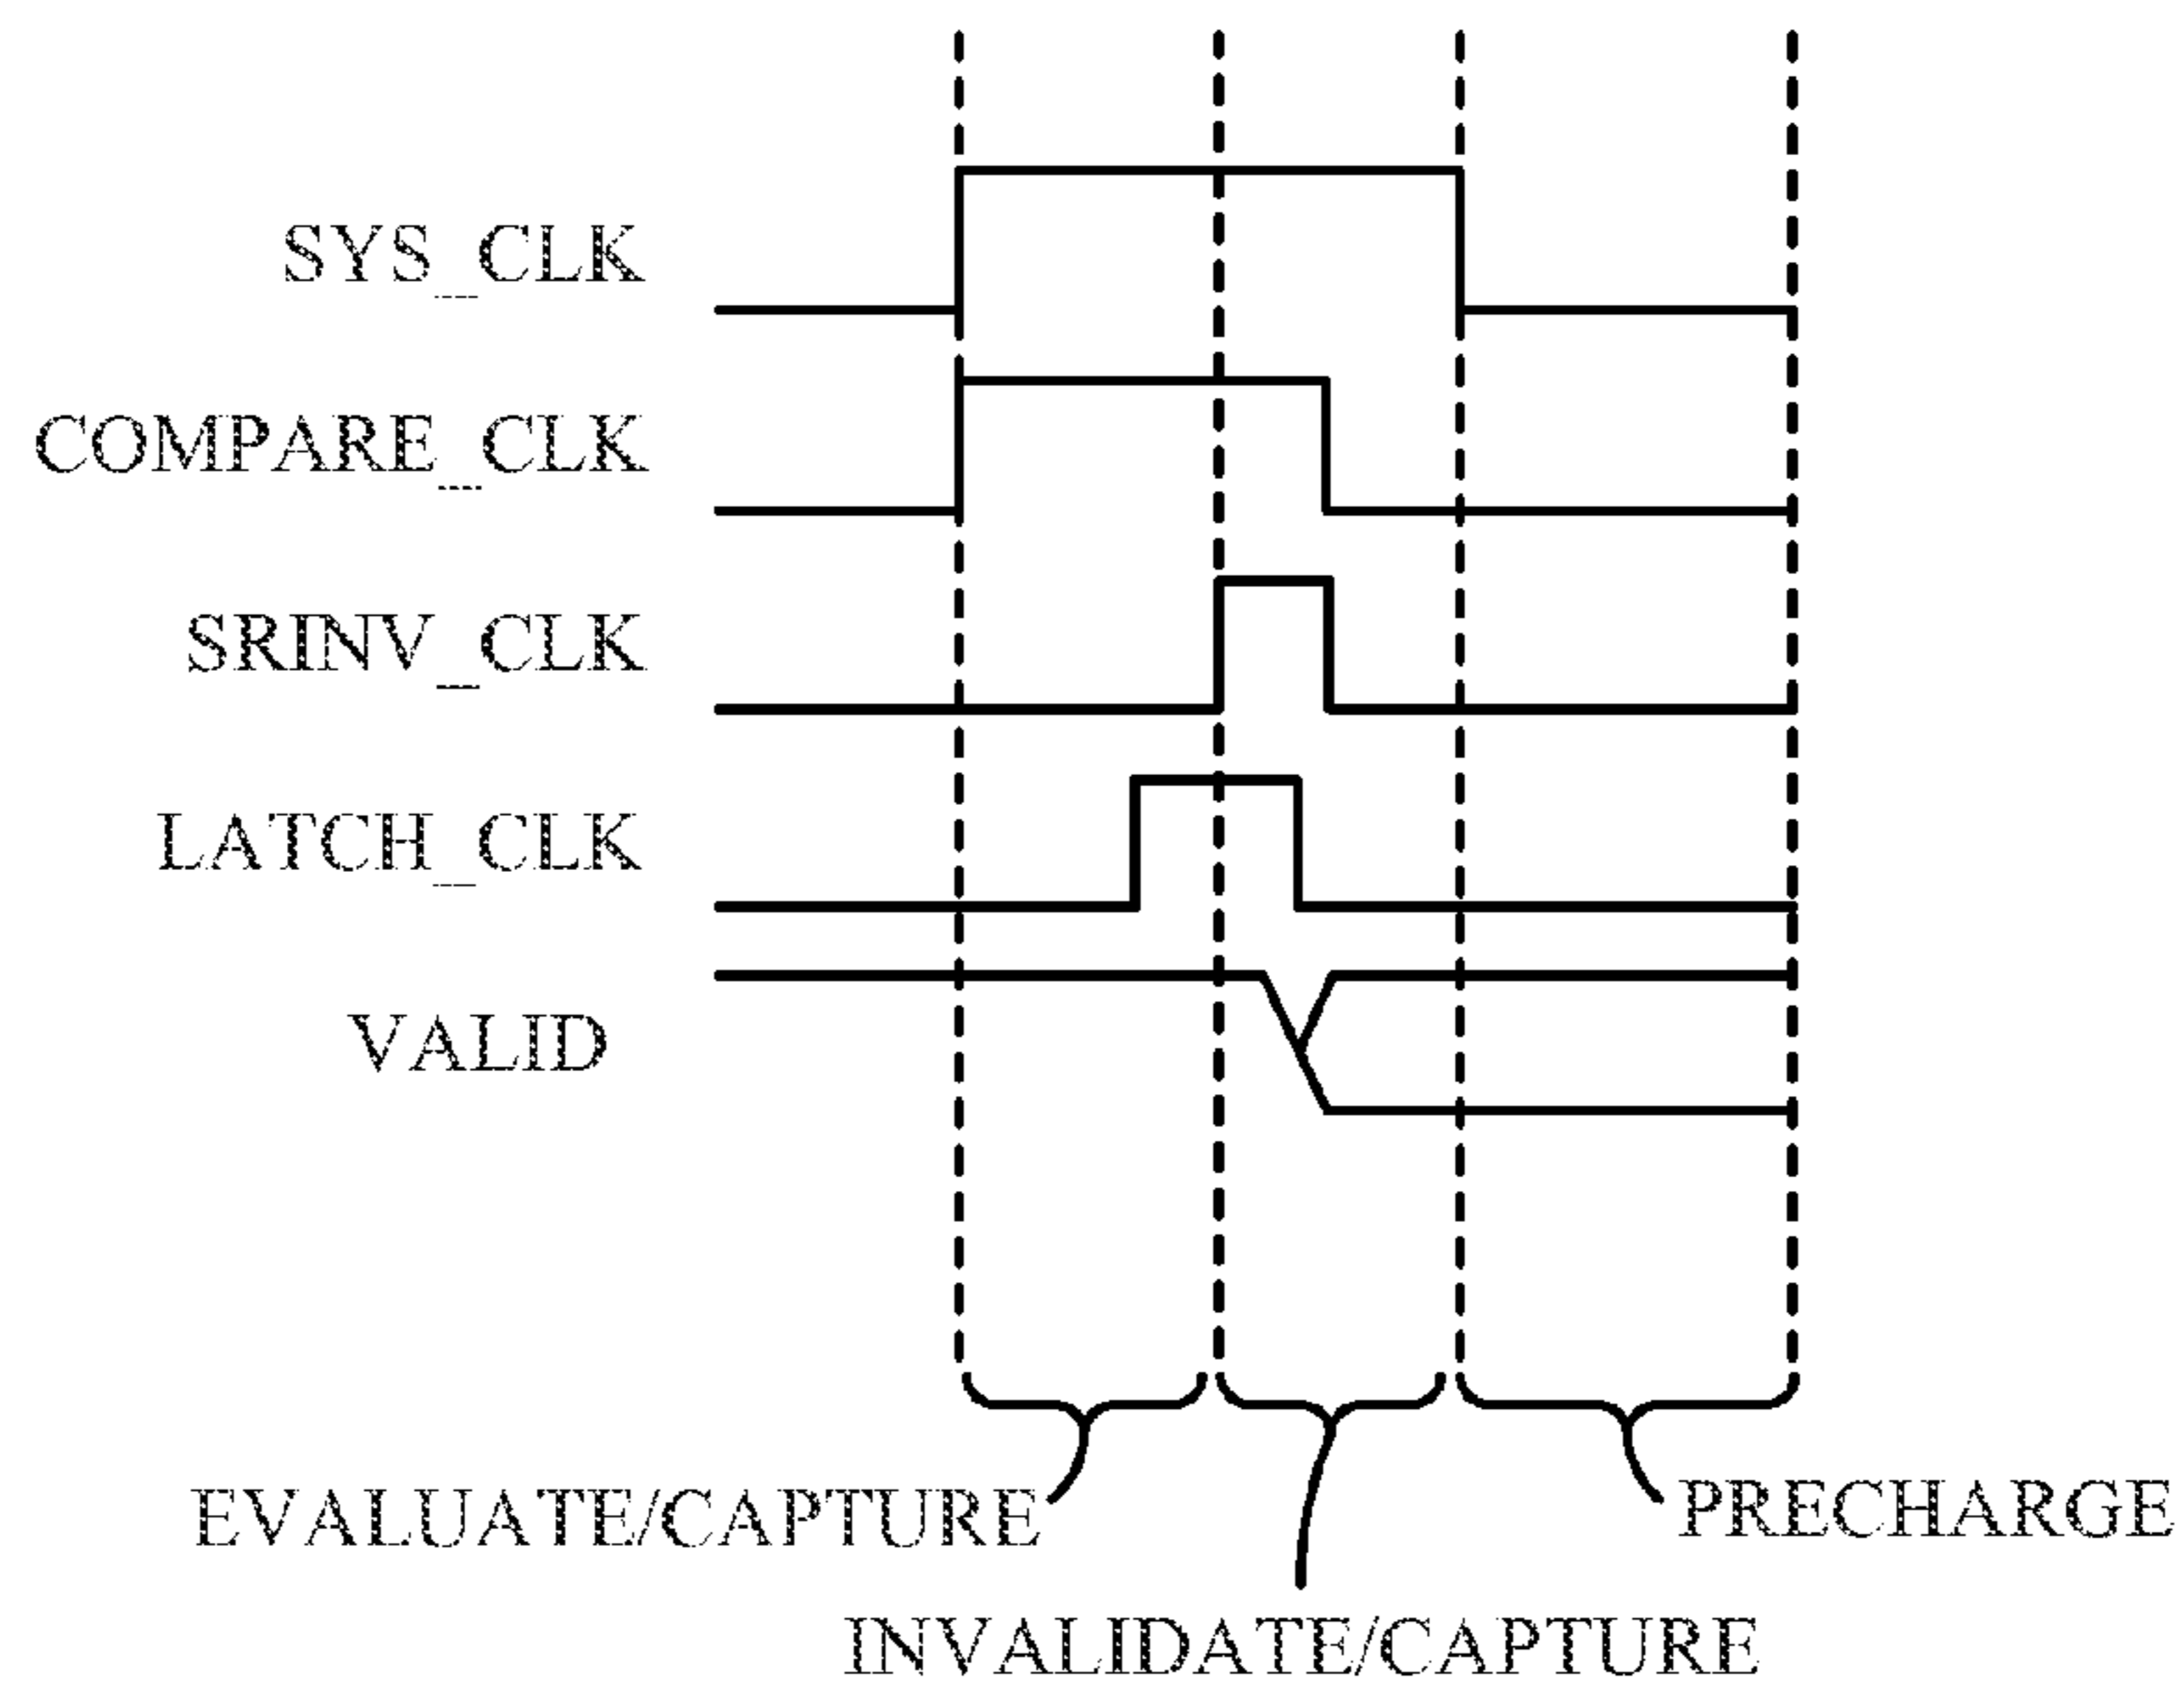 SYS_CLK
COMPARE_CLK
SRINV_CLK
LATCH_CLK
VALID
EVALUATE/CAPTURE
PRECHARGE
INVALIDATE/CAPTURE